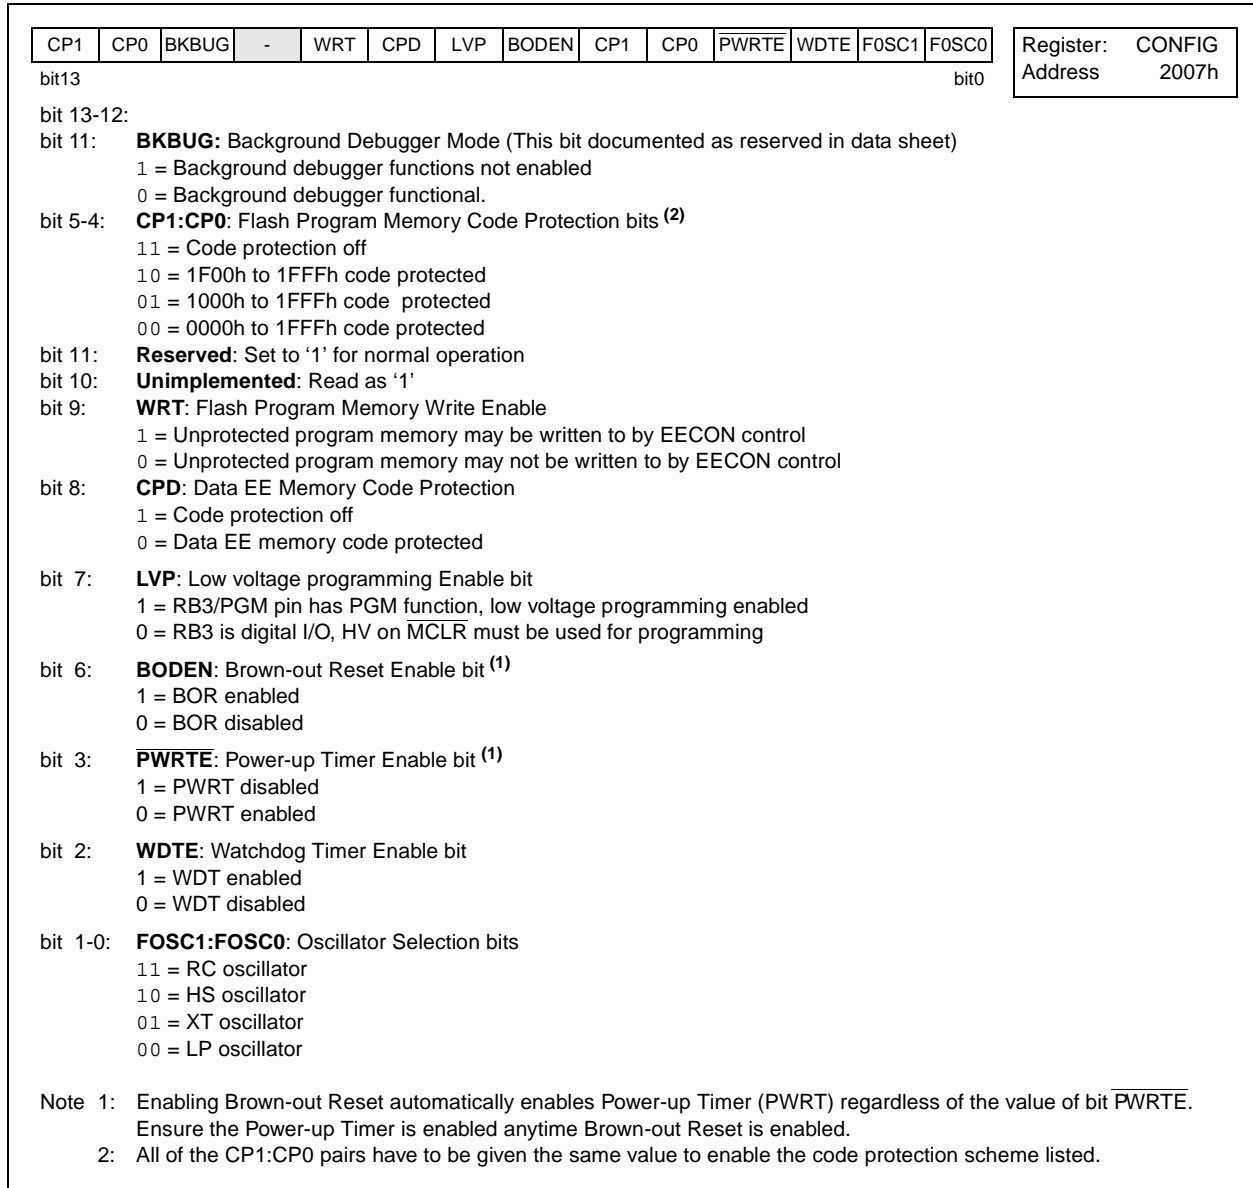 CP1 CP0 BKBUG - WRT CPD LVP BODEN CP1 CP0 PWRTE WDTE F0SC1 F0SC0
bit13 bit0
Register: CONFIG
Address 2007h
bit 13-12:
bit 11: BKBUG: Background Debugger Mode (This bit documented as reserved in data sheet)
1 = Background debugger functions not enabled
0 = Background debugger functional.
bit 5-4: CP1:CP0: Flash Program Memory Code Protection bits (2)
11 = Code protection off
10 = 1F00h to 1FFFh code protected
01 = 1000h to 1FFFh code protected
00 = 0000h to 1FFFh code protected
bit 11: Reserved: Set to ‘1’ for normal operation
bit 10: Unimplemented: Read as ‘1’
bit 9: WRT: Flash Program Memory Write Enable
1 = Unprotected program memory may be written to by EECON control
0 = Unprotected program memory may not be written to by EECON control
bit 8: CPD: Data EE Memory Code Protection
1 = Code protection off
0 = Data EE memory code protected
bit 7: LVP: Low voltage programming Enable bit
1 = RB3/PGM pin has PGM function, low voltage programming enabled
0 = RB3 is digital I/O, HV on MCLR must be used for programming
bit 6: BODEN: Brown-out Reset Enable bit (1)
1 = BOR enabled
0 = BOR disabled
bit 3: PWRTE: Power-up Timer Enable bit (1)
1 = PWRT disabled
0 = PWRT enabled
bit 2: WDTE: Watchdog Timer Enable bit
1 = WDT enabled
0 = WDT disabled
bit 1-0: FOSC1:FOSC0: Oscillator Selection bits
11 = RC oscillator
10 = HS oscillator
01 = XT oscillator
00 = LP oscillator
Note 1: Enabling Brown-out Reset automatically enables Power-up Timer (PWRT) regardless of the value of bit PWRTE.
Ensure the Power-up Timer is enabled anytime Brown-out Reset is enabled.
2: All of the CP1:CP0 pairs have to be given the same value to enable the code protection scheme listed.